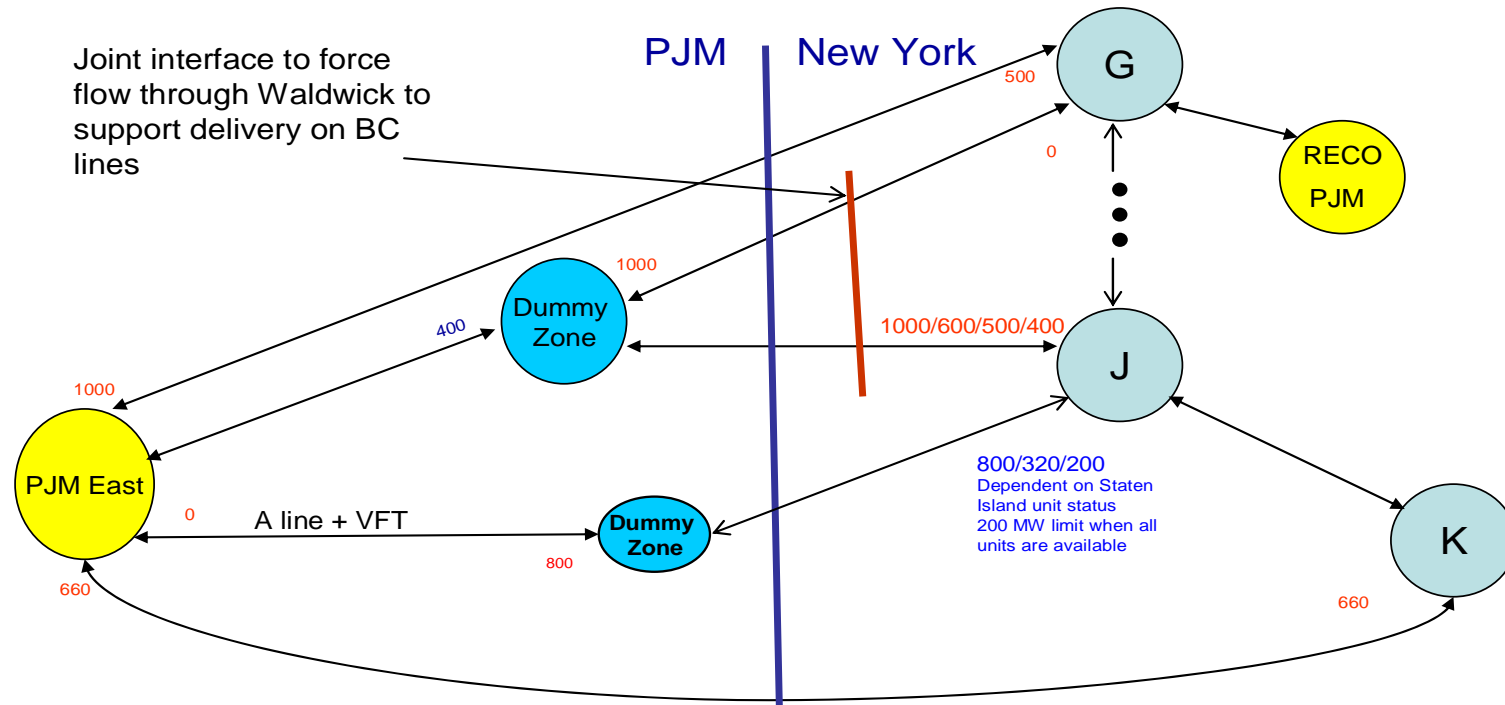 Joint interface to force
flow through Waldwick to
support delivery on BC
lines
PJM
New York
G
500
0
RECO
PJM
1000
Dummy
Zone
400
1000/600/500/400
J
1000
PJM East
0
A line + VFT
Dummy
Zone
800
800/320/200
Dependent on Staten
Island unit status
200 MW limit when all
units are available
K
660
660